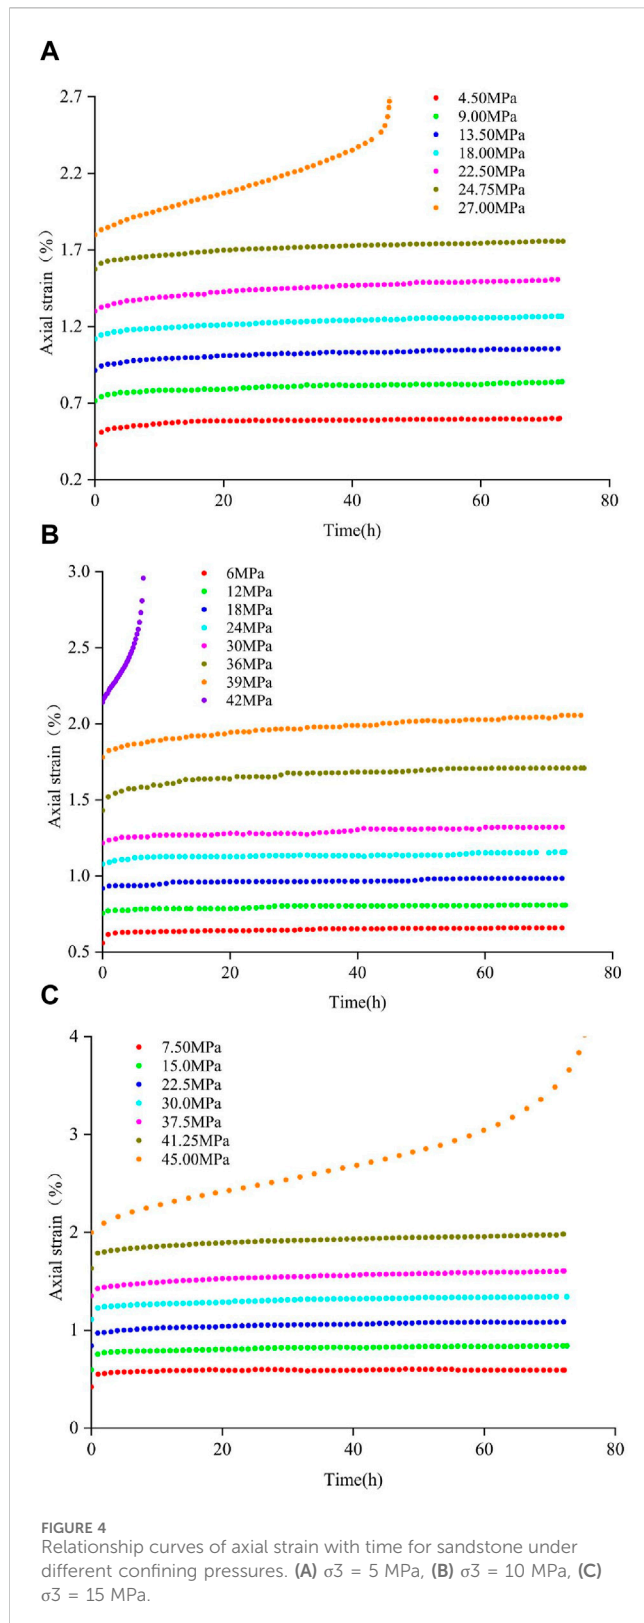 A
2.7
2.2
1.7
1.2
0.7
0.2
Axial strain（%）
4.50MPa
9.00MPa
13.50MPa
18.00MPa
22.50MPa
24.75MPa
27.00MPa
0
20
40
60
80
Time(h)
B
3.0
2.5
2.0
1.5
1.0
0.5
Axial strain（%）
6MPa
12MPa
18MPa
24MPa
30MPa
36MPa
39MPa
42MPa
0
20
40
60
80
Time(h)
C
4
3
2
1
0
Axial strain（%）
7.50MPa
15.0MPa
22.5MPa
30.0MPa
37.5MPa
41.25MPa
45.00MPa
0
20
40
60
80
Time(h)
FIGURE 4
Relationship curves of axial strain with time for sandstone under
different confining pressures. (A) σ3 = 5 MPa, (B) σ3 = 10 MPa, (C)
σ3 = 15 MPa.